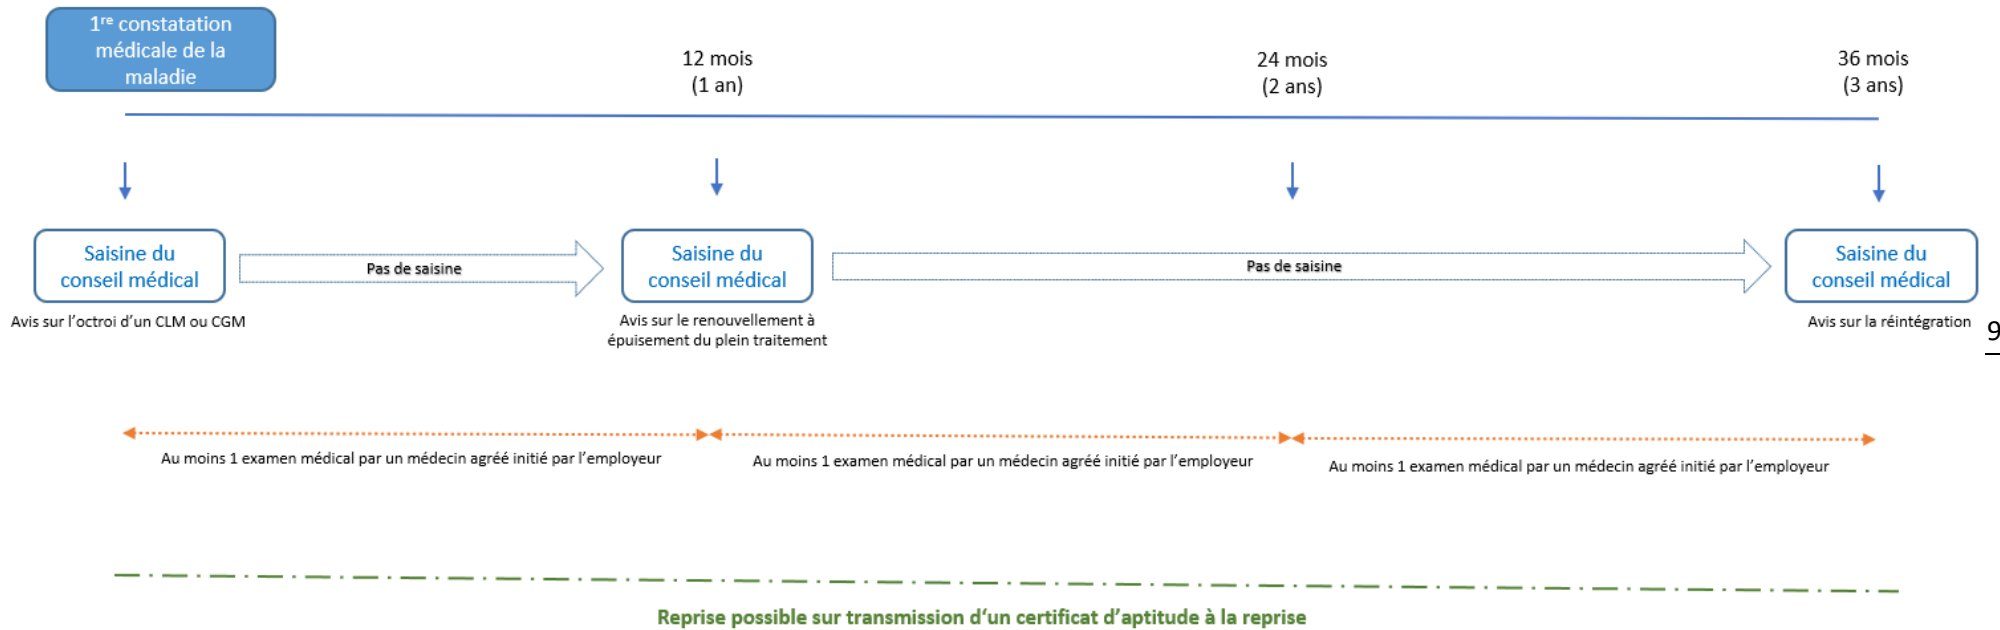 1re constatation
médicale de la
maladie
12 mois
(1 an)
24 mois
(2 ans)
36 mois
(3 ans)
Saisine du
conseil médical
Pas de saisine
Saisine du
conseil médical
Pas de saisine
Saisine du
conseil médical
Avis sur l’octroi d’un CLM ou CGM
Avis sur le renouvellement à
épuisement du plein traitement
Avis sur la réintégration
9
Au moins 1 examen médical par un médecin agréé initié par l’employeur
Au moins 1 examen médical par un médecin agréé initié par l’employeur
Au moins 1 examen médical par un médecin agréé initié par l’employeur
Reprise possible sur transmission d‘un certificat d’aptitude à la reprise